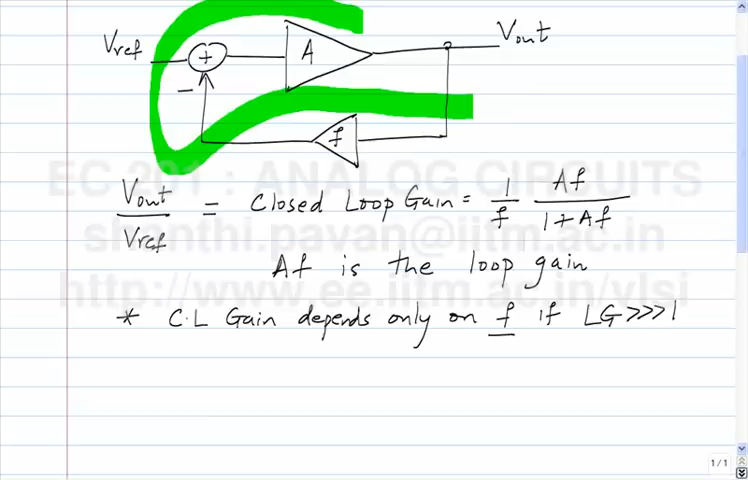 Vref + A Vout
−
f
Vout / Vref = Closed Loop Gain = 1/f Af/1+Af
Af is the loop gain
* C.L Gain depends only on f if LG >>> 1
EC 201 : ANALOG CIRCUITS
shanthi.pavan@iitm.ac.in
http://www.ee.iitm.ac.in/vlsi
1/1